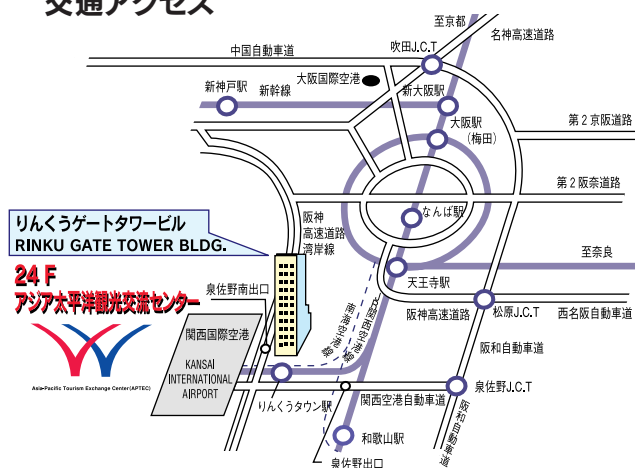 交通アクセス
至京都
名神高速道路
吹田J.C.T
中国自動車道
大阪国際空港
新神戸駅
新幹線
新大阪駅
大阪駅
(梅田)
第2京阪道路
第2阪奈道路
なんば駅
阪神
高速道路
湾岸線
りんくうゲートタワービル
RINKU GATE TOWER BLDG.
至奈良
24F
アジア太平洋観光交流センター
天王寺駅
泉佐野南出口
阪神高速道路
松原J.C.T
西名阪自動車道
関西国際空港
KANSAI
INTERNATIONAL
AIRPORT
南海空港線
JR関西空港線
阪和自動車道
Asia-Pacific Tourism Exchange Center(APTEC)
りんくうタウン駅
関西空港自動車道
泉佐野J.C.T
阪和自動車道
和歌山駅
泉佐野出口